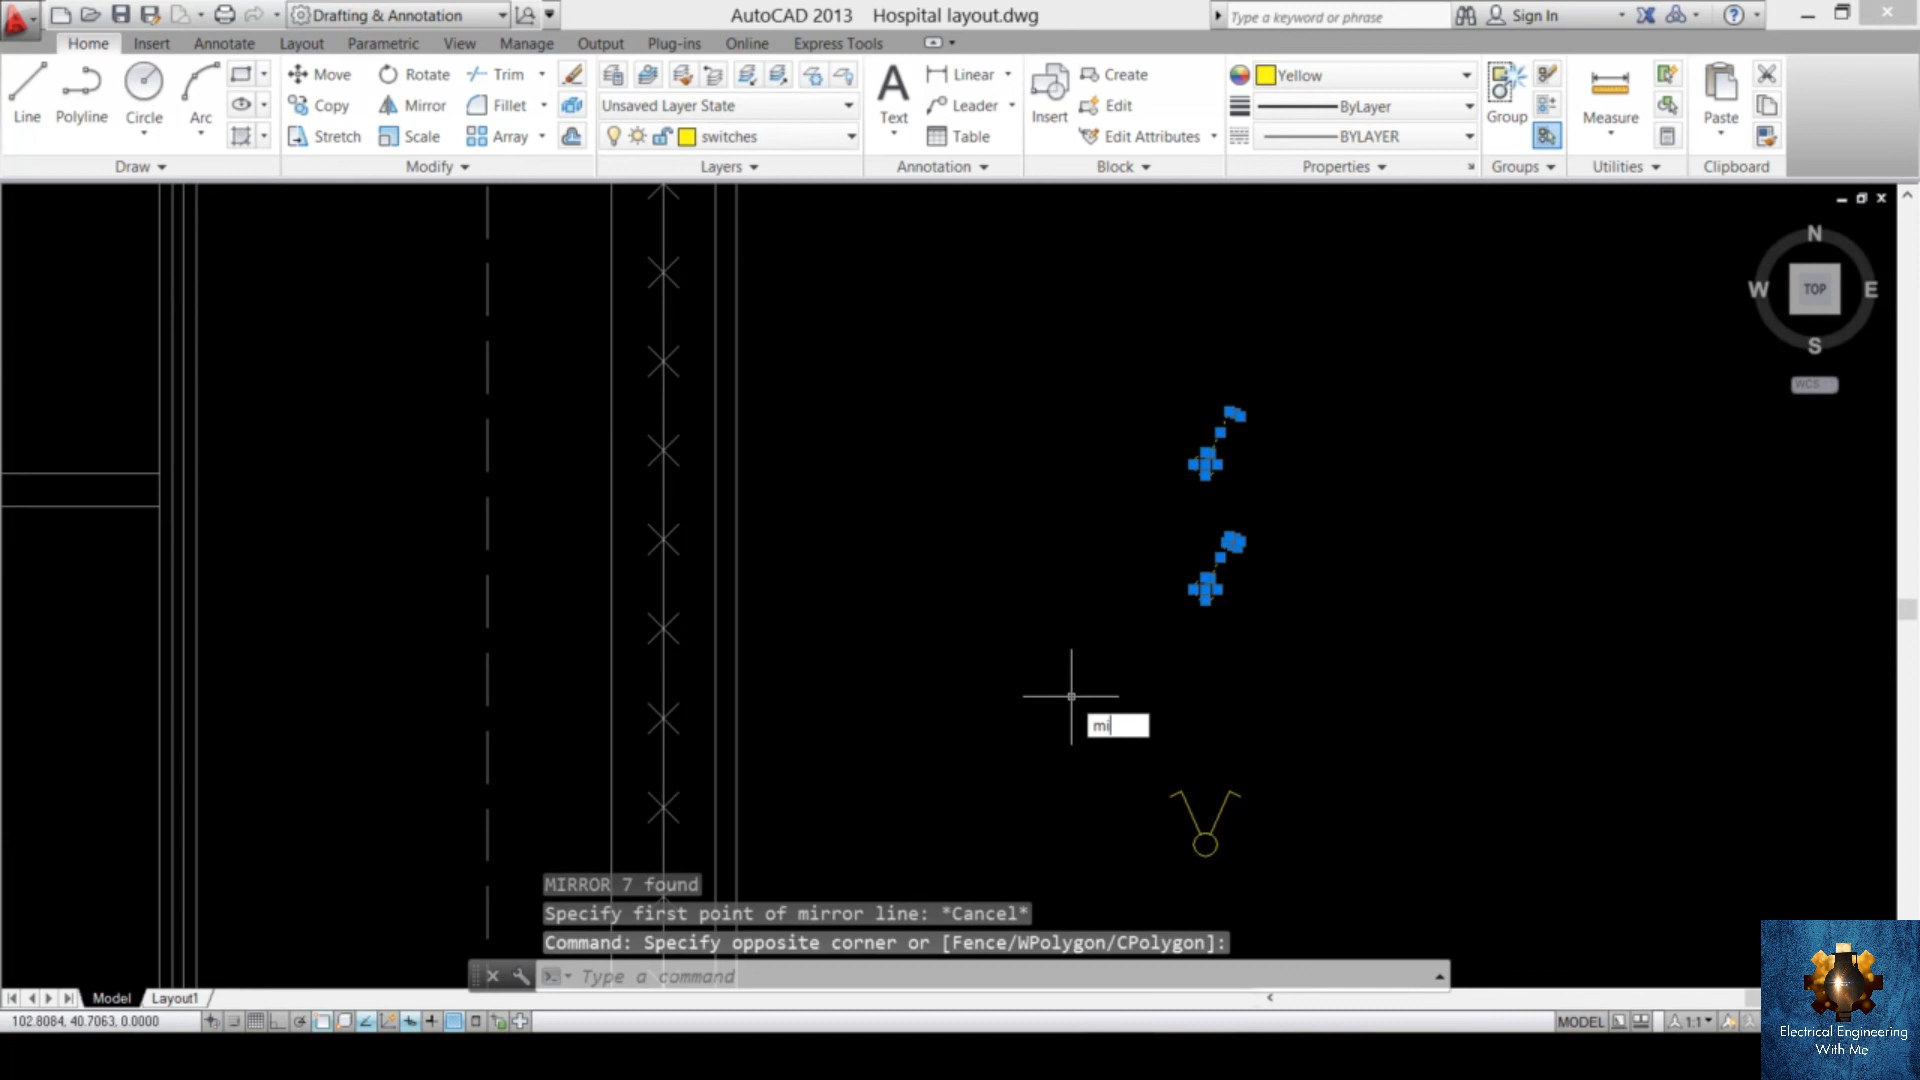 Drafting & Annotation
AutoCAD 2013 Hospital layout.dwg
Type a keyword or phrase
Sign In
Home Insert Annotate Layout Parametric View Manage Output Plug-ins Online Express Tools
Line Polyline Circle Arc
Move Rotate Trim
Copy Mirror Fillet
Stretch Scale Array
Unsaved Layer State
switches
Text
Linear
Leader
Table
Insert
Create
Edit
Edit Attributes
Yellow
ByLayer
BYLAYER
Group
Measure
Paste
Draw Modify Layers Annotation Block Properties Groups Utilities Clipboard
N
W TOP E
S
WCS
mi
MIRROR 7 found
Specify first point of mirror line: *Cancel*
Command: Specify opposite corner or [Fence/WPolygon/CPolygon]:
Type a command
Model Layout1
102.8084, 40.7063, 0.0000
MODEL
1:1
Electrical Engineering
With Me